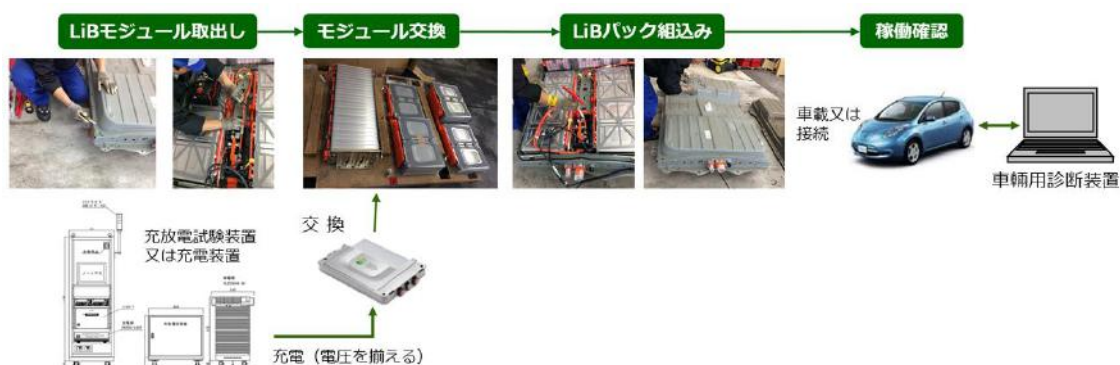 LiBモジュール取出し
モジュール交換
LiBパック組込み
稼働確認
車載又は
接続
車輌用診断装置
充放電試験装置
又は充電装置
交 換
充電（電圧を揃える）